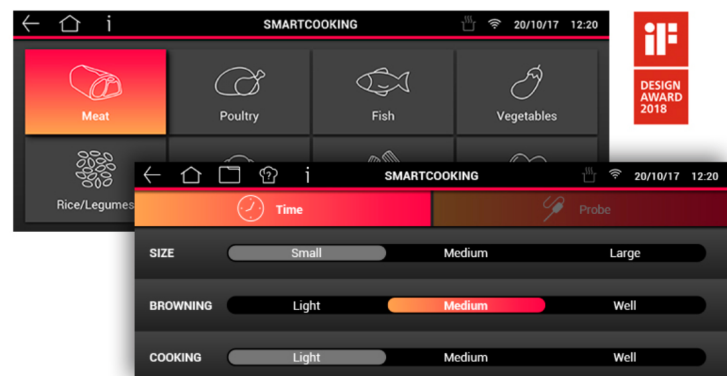 i
SMARTCOOKING
20/10/17 12:20
Meat
Poultry
Fish
Vegetables
Rice/Legumes
iF
DESIGN
AWARD
2018
?
i
SMARTCOOKING
20/10/17 12:20
Time
Probe
SIZE Small Medium Large
BROWNING Light Medium Well
COOKING Light Medium Well